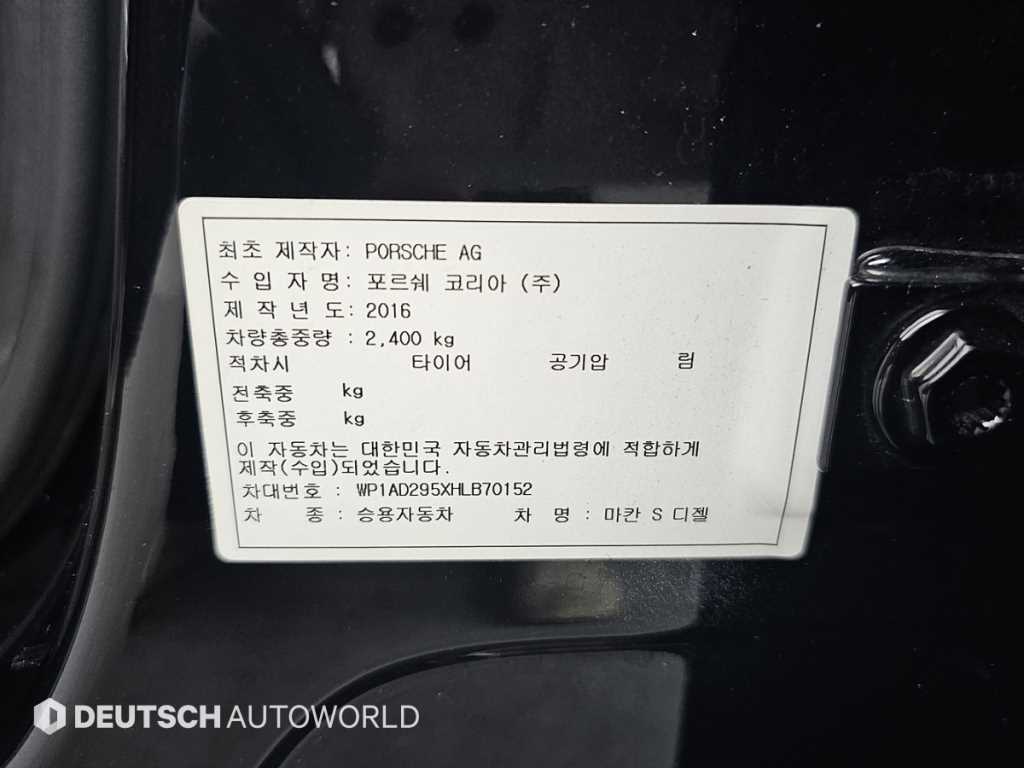 최초 제작자: PORSCHE AG
수 입 자 명: 포르쉐 코리아 (주)
제 작 년 도: 2016
차량총중량 : 2,400 kg
적차시 타이어 공기압 림
전축중 kg
후축중 kg
이 자동차는 대한민국 자동차관리법령에 적합하게
제작(수입)되었습니다.
차대번호 : WP1AD295XHLB70152
차 종 : 승용자동차 차 명 : 마칸 S 디젤
DEUTSCH AUTOWORLD